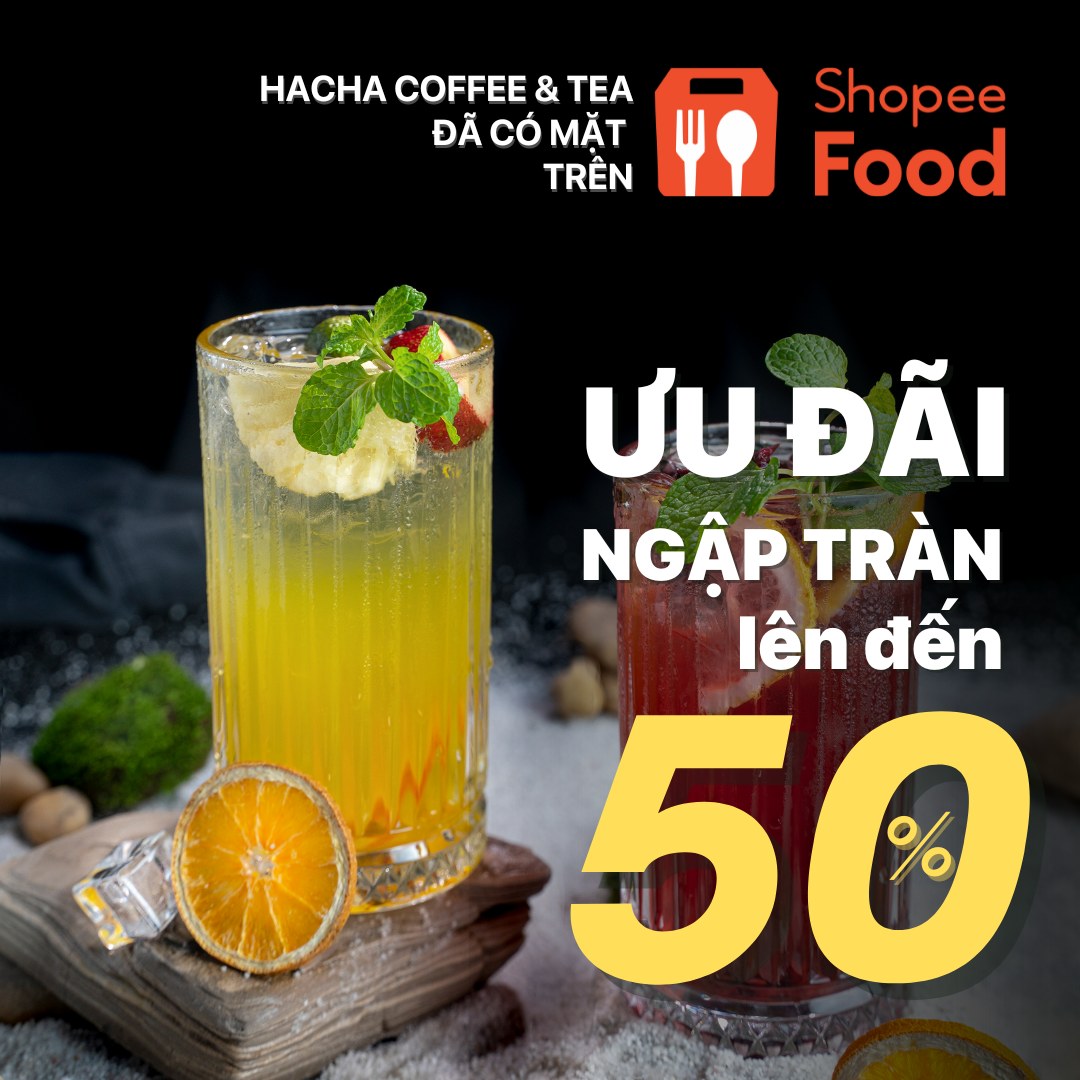 HACHA COFFEE & TEA
ĐÃ CÓ MẶT
TRÊN
Shopee
Food
ƯU ĐÃI
NGẬP TRÀN
lên đến
50%